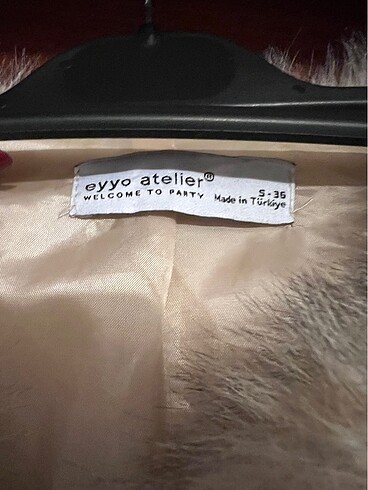 eyyo atelier®
WELCOME TO PARTY
S-36
Made in Türkiye